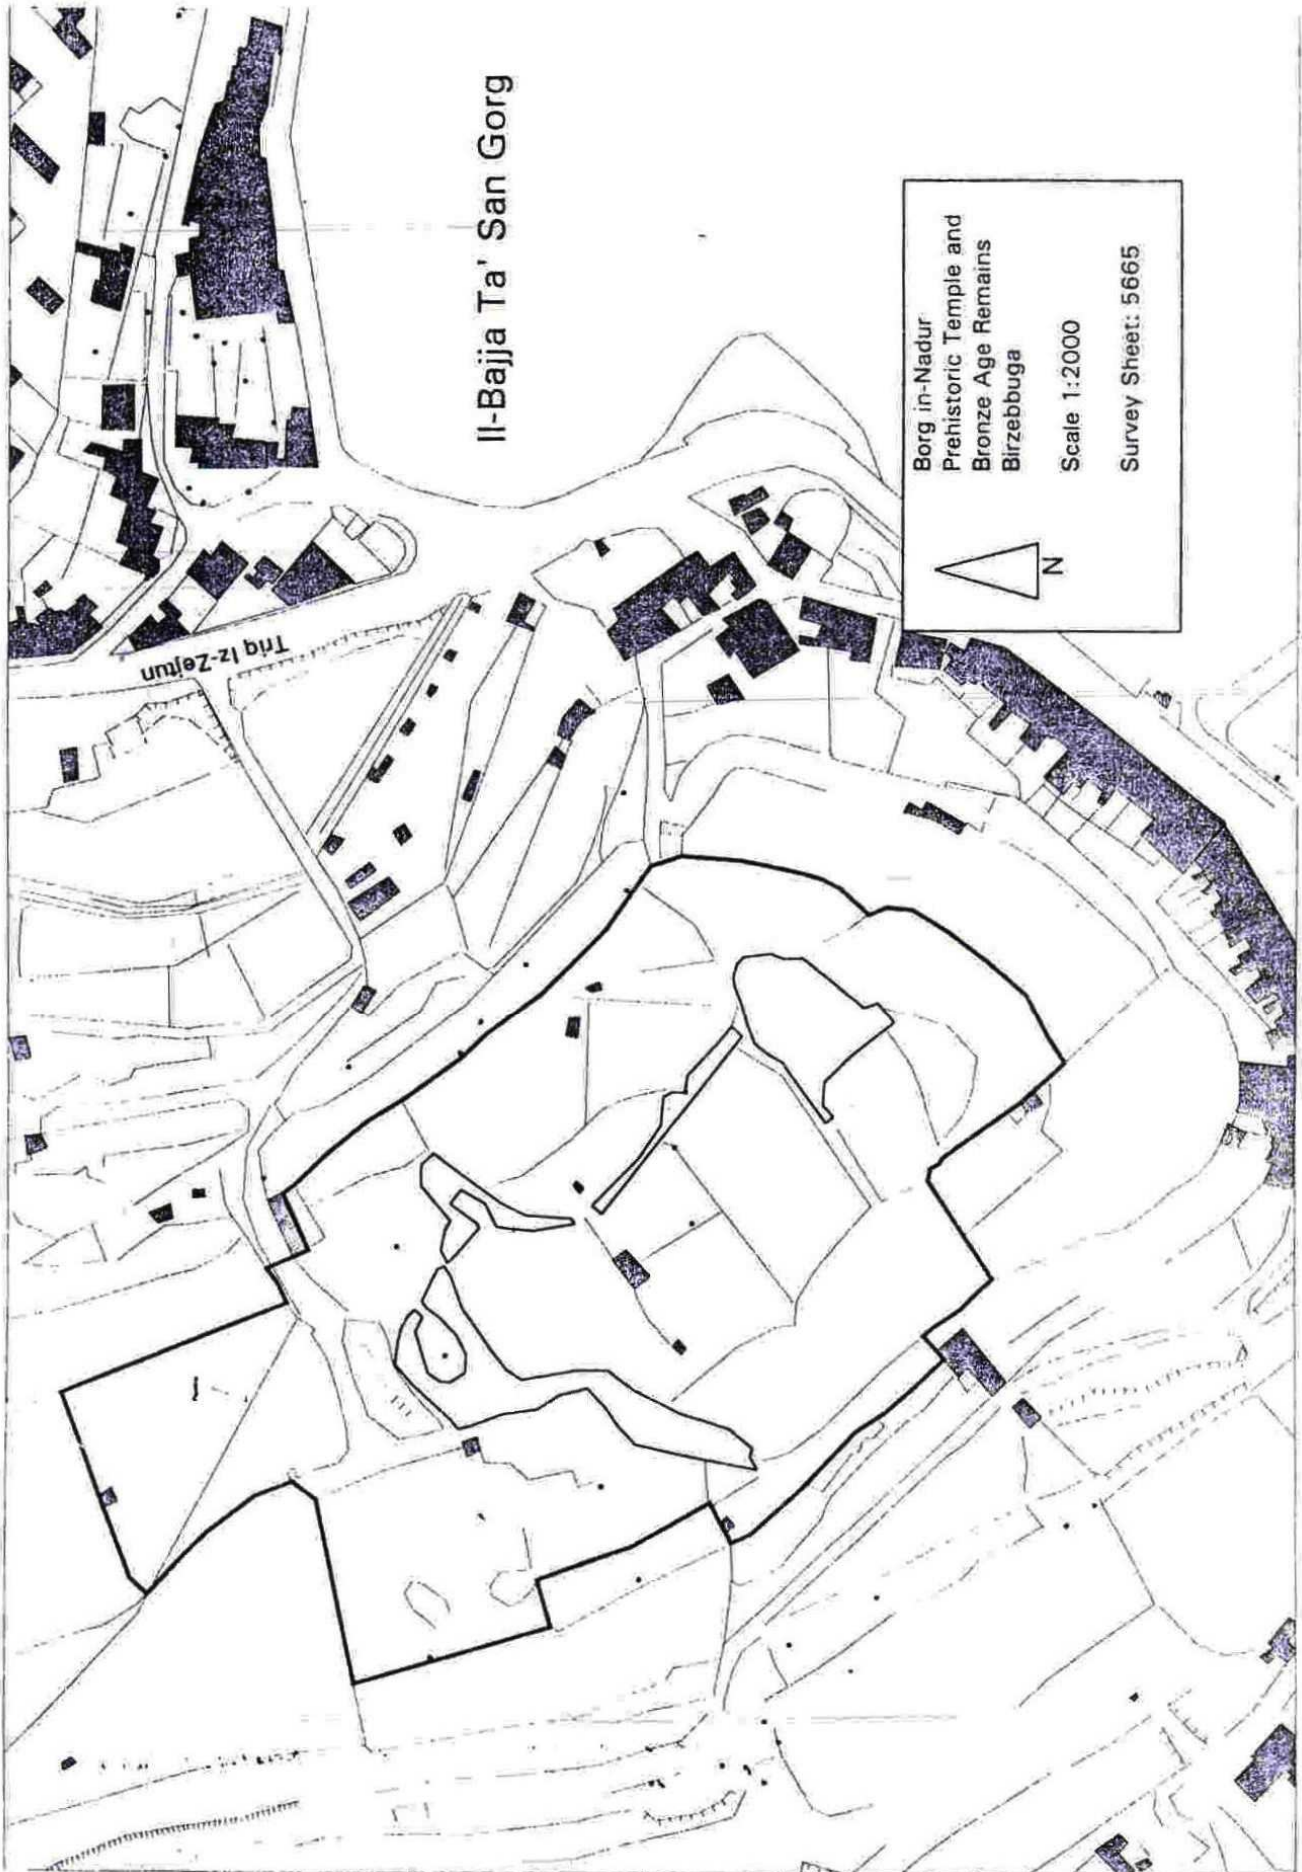 Il-Bajja Ta' San Gorg
Triq Iz-Zejtun
Borg in-Nadur
Prehistoric Temple and
Bronze Age Remains
Birzebbuga
Scale 1:2000
Survey Sheet: 5665
N